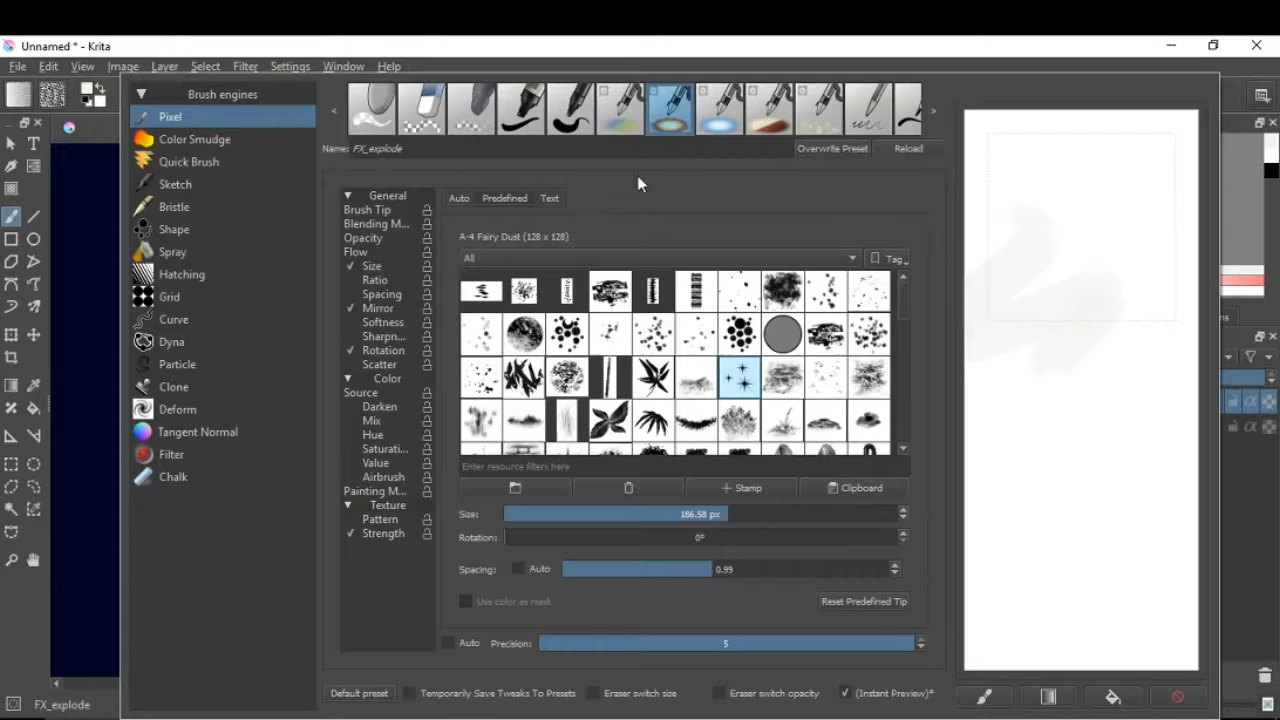 Unnamed * - Krita
File Edit View Image Layer Select Filter Settings Window Help
Brush engines
Pixel
Color Smudge
Quick Brush
Sketch
Bristle
Shape
Spray
Hatching
Grid
Curve
Dyna
Particle
Clone
Deform
Tangent Normal
Filter
Chalk
< >
Name: FX_explode
Overwrite Preset Reload
General
Brush Tip
Blending M...
Opacity
Flow
Size
Ratio
Spacing
Mirror
Softness
Sharpn...
Rotation
Scatter
Color
Source
Darken
Mix
Hue
Saturati...
Value
Airbrush
Painting M...
Texture
Pattern
Strength
Auto Predefined Text
A-4 Fairy Dust (128 x 128)
All
Tag
Enter resource filters here
+ Stamp
Clipboard
Size: 186.58 px
Rotation: 0°
Spacing: Auto 0.99
Use color as mask
Reset Predefined Tip
Auto Precision: 5
Default preset
Temporarily Save Tweaks To Presets
Eraser switch size
Eraser switch opacity
(Instant Preview)*
FX_explode